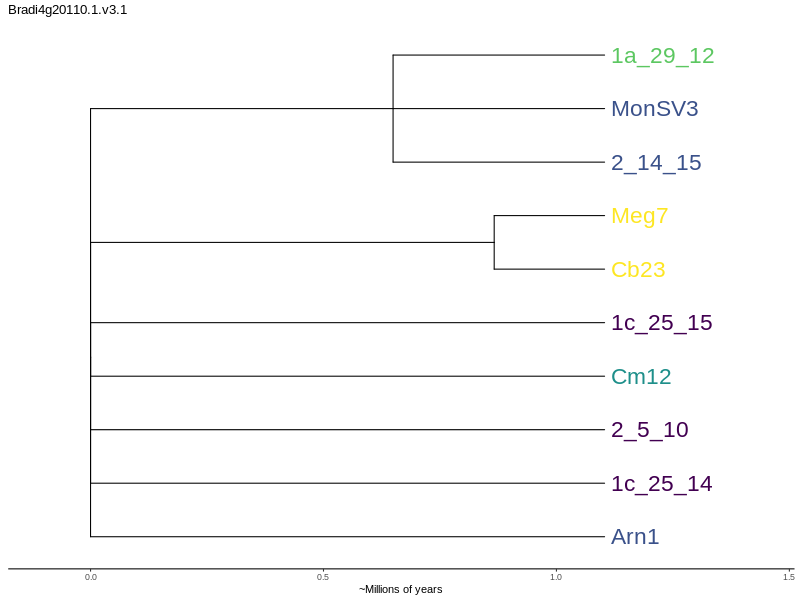 Bradi4g20110.1.v3.1
1a_29_12
MonSV3
2_14_15
Meg7
Cb23
1c_25_15
Cm12
2_5_10
1c_25_14
Arn1
0.0 0.5 1.0 1.5
~Millions of years